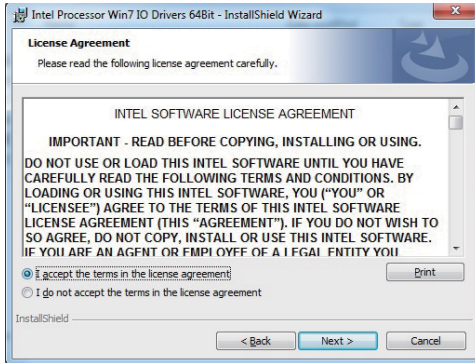 Intel Processor Win7 IO Drivers 64Bit - InstallShield Wizard
License Agreement
Please read the following license agreement carefully.
INTEL SOFTWARE LICENSE AGREEMENT
IMPORTANT - READ BEFORE COPYING, INSTALLING OR USING.
DO NOT USE OR LOAD THIS INTEL SOFTWARE UNTIL YOU HAVE
CAREFULLY READ THE FOLLOWING TERMS AND CONDITIONS. BY
LOADING OR USING THIS INTEL SOFTWARE, YOU ("YOU" OR
"LICENSEE") AGREE TO THE TERMS OF THIS INTEL SOFTWARE
LICENSE AGREEMENT (THIS "AGREEMENT"). IF YOU DO NOT WISH TO
SO AGREE, DO NOT COPY, INSTALL OR USE THIS INTEL SOFTWARE.
IF YOU ARE AN AGENT OR EMPLOYEE OF A LEGAL ENTITY YOU
I accept the terms in the license agreement
Print
I do not accept the terms in the license agreement
InstallShield
< Back Next > Cancel